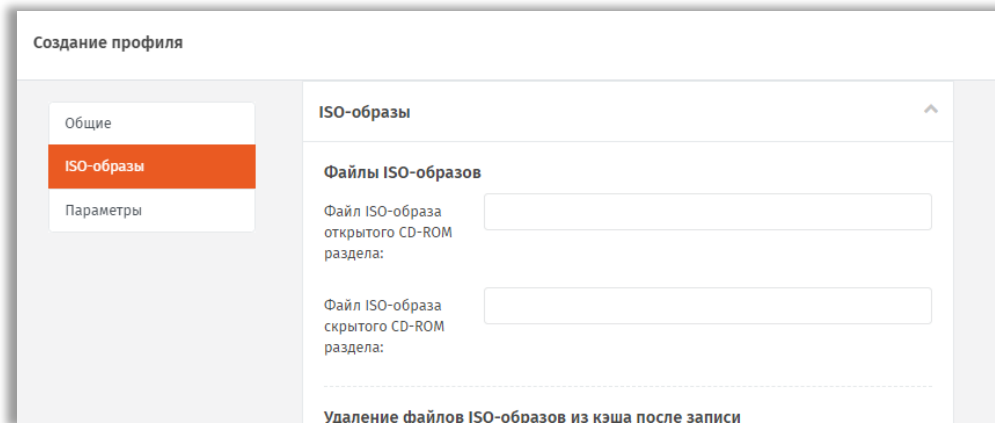 Создание профиля
Общие
ISO-образы
Параметры
ISO-образы
Файлы ISO-образов
Файл ISO-образа
открытого CD-ROM
раздела:
Файл ISO-образа
скрытого CD-ROM
раздела:
Удаление файлов ISO-образов из кэша после записи